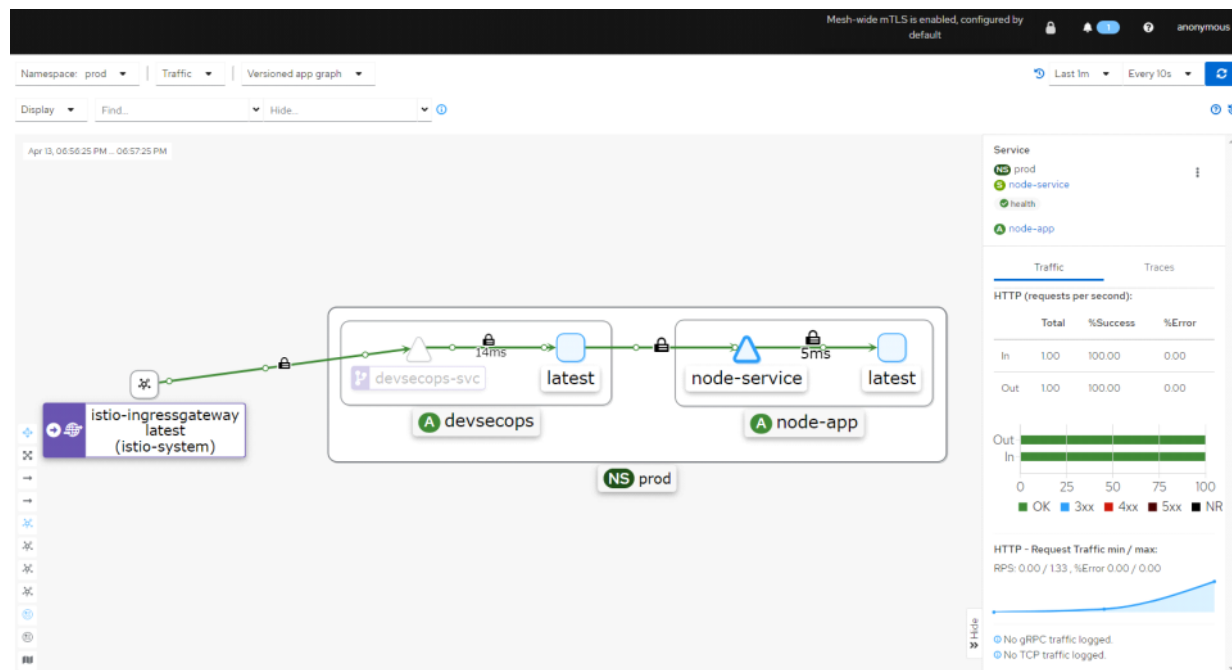 Mesh-wide mTLS is enabled, configured by
default
1
anonymous
Namespace: prod
Traffic
Versioned app graph
Last 1m
Every 10s
Display
Find...
Hide...
Apr 13, 06:56:25 PM ... 06:57:25 PM
istio-ingressgateway
latest
(istio-system)
devsecops-svc
14ms
latest
A devsecops
node-service
5ms
latest
A node-app
NS prod
Hide
Service
NS prod
S node-service
health
A node-app
Traffic
Traces
HTTP (requests per second):
Total %Success %Error
In 1.00 100.00 0.00
Out 1.00 100.00 0.00
Out
In
0 25 50 75 100
OK 3xx 4xx 5xx NR
HTTP - Request Traffic min / max:
RPS: 0.00 / 1.33 , %Error 0.00 / 0.00
No gRPC traffic logged.
No TCP traffic logged.